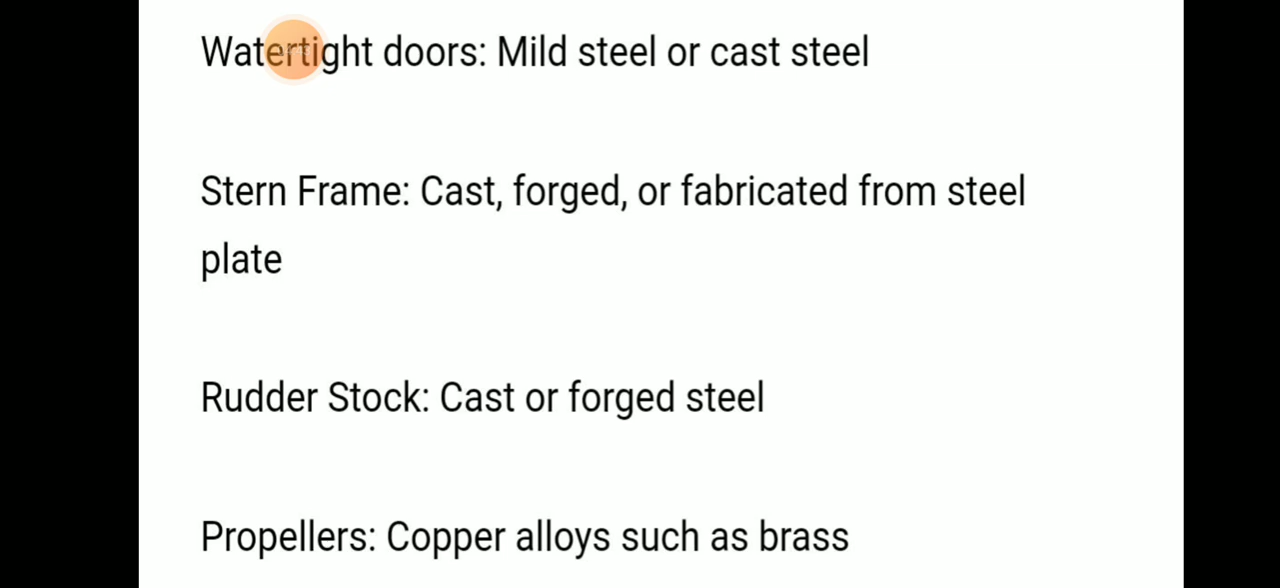 Watertight doors: Mild steel or cast steel
Stern Frame: Cast, forged, or fabricated from steel
plate
Rudder Stock: Cast or forged steel
Propellers: Copper alloys such as brass